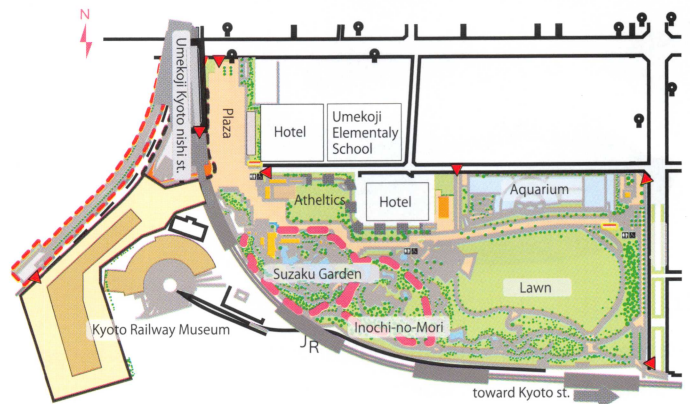 N
Umekoji Kyoto nishi st.
Plaza
Hotel
Umekoji
Elementaly
School
Atheltics
Hotel
Aquarium
Suzaku Garden
Lawn
Kyoto Railway Museum
Inochi-no-Mori
JR
toward Kyoto st.